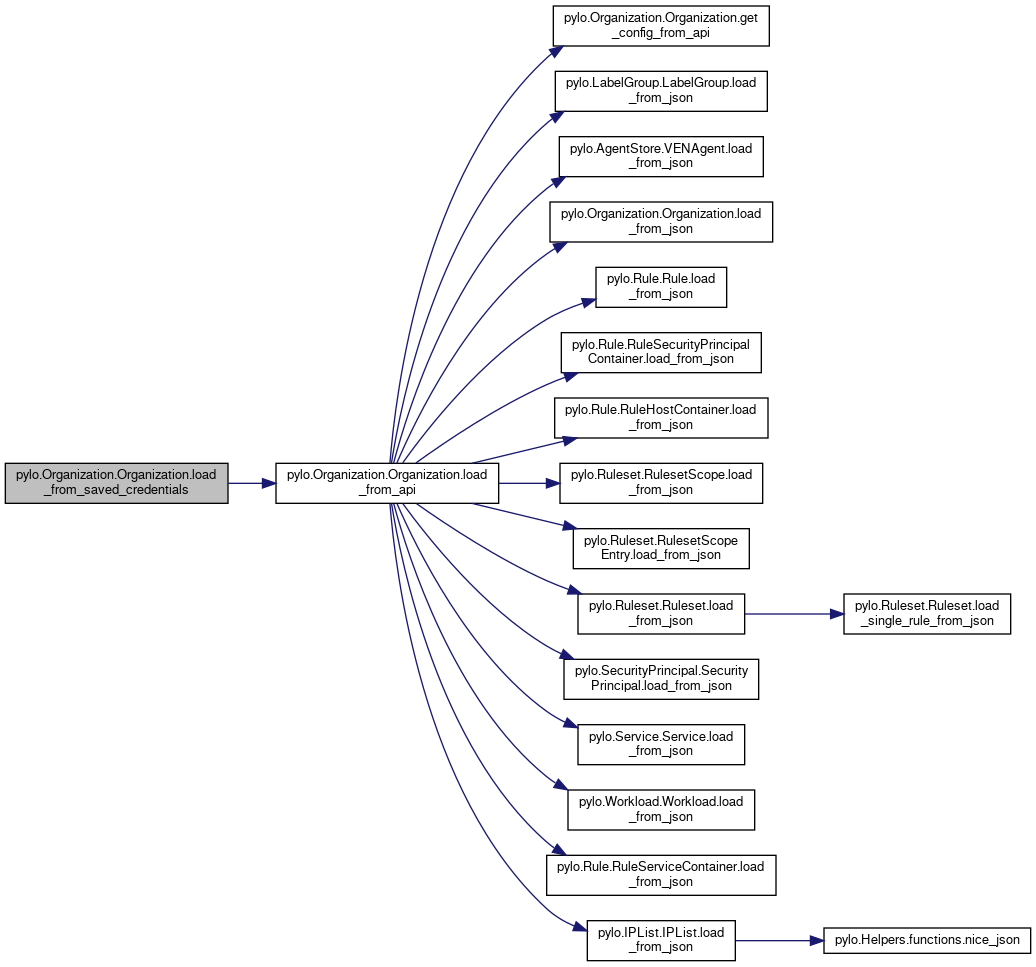 pylo.Organization.Organization.load
_from_saved_credentials
pylo.Organization.Organization.load
_from_api
pylo.Organization.Organization.get
_config_from_api
pylo.LabelGroup.LabelGroup.load
_from_json
pylo.AgentStore.VENAgent.load
_from_json
pylo.Organization.Organization.load
_from_json
pylo.Rule.Rule.load
_from_json
pylo.Rule.RuleSecurityPrincipal
Container.load_from_json
pylo.Rule.RuleHostContainer.load
_from_json
pylo.Ruleset.RulesetScope.load
_from_json
pylo.Ruleset.RulesetScope
Entry.load_from_json
pylo.Ruleset.Ruleset.load
_from_json
pylo.Ruleset.Ruleset.load
_single_rule_from_json
pylo.SecurityPrincipal.Security
Principal.load_from_json
pylo.Service.Service.load
_from_json
pylo.Workload.Workload.load
_from_json
pylo.Rule.RuleServiceContainer.load
_from_json
pylo.IPList.IPList.load
_from_json
pylo.Helpers.functions.nice_json